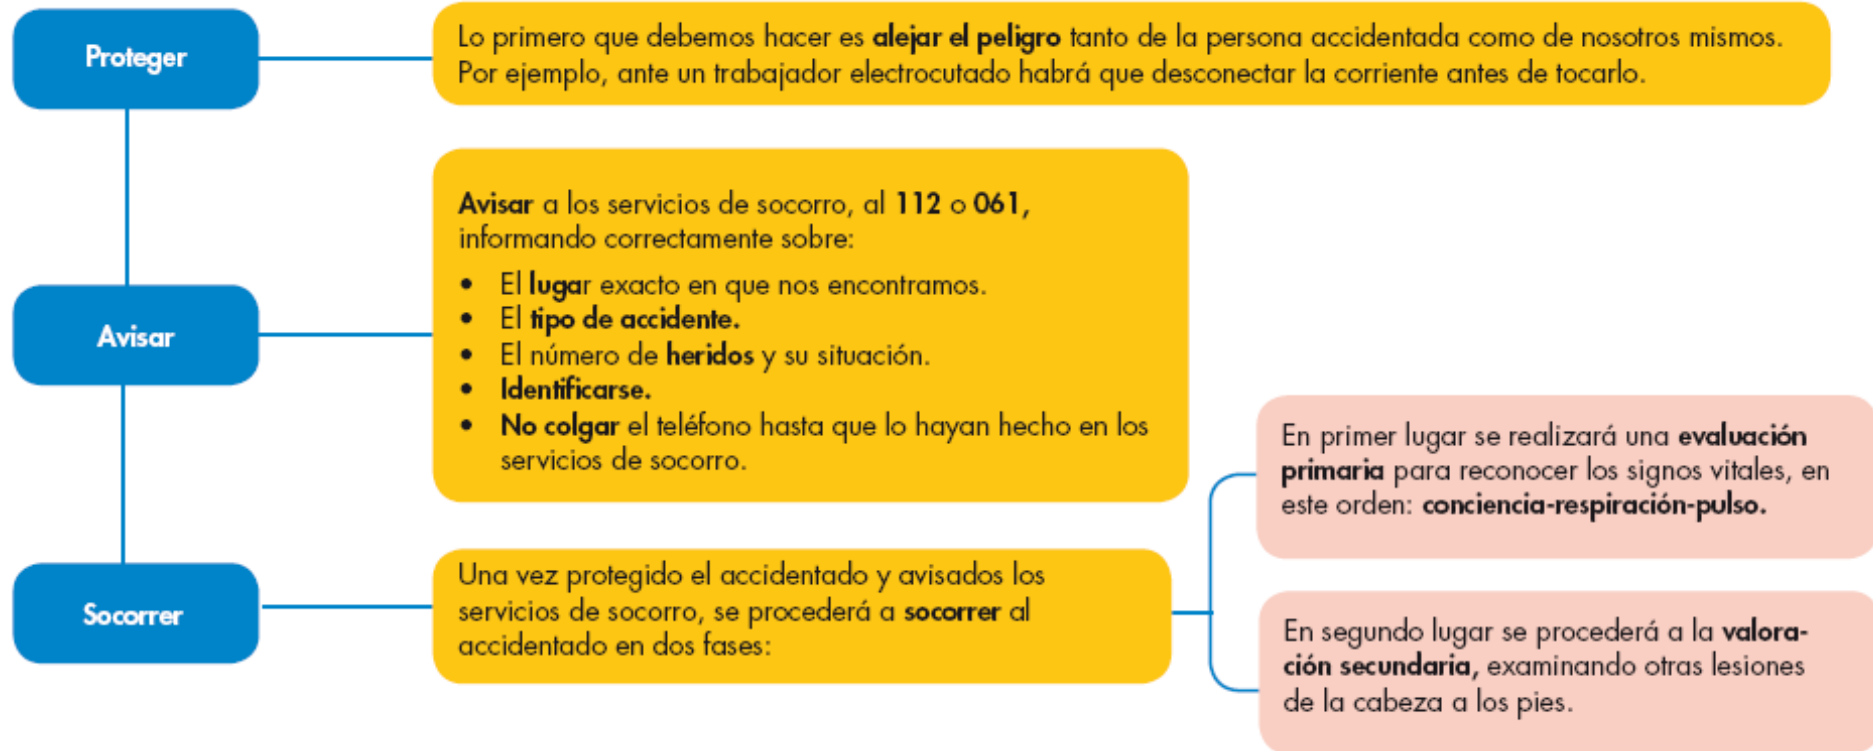 Proteger
Lo primero que debemos hacer es alejar el peligro tanto de la persona accidentada como de nosotros mismos.
Por ejemplo, ante un trabajador electrocutado habrá que desconectar la corriente antes de tocarlo.
Avisar
Avisar a los servicios de socorro, al 112 o 061,
informando correctamente sobre:
• El lugar exacto en que nos encontramos.
• El tipo de accidente.
• El número de heridos y su situación.
• Identificarse.
• No colgar el teléfono hasta que lo hayan hecho en los
servicios de socorro.
Socorrer
Una vez protegido el accidentado y avisados los
servicios de socorro, se procederá a socorrer al
accidentado en dos fases:
En primer lugar se realizará una evaluación
primaria para reconocer los signos vitales, en
este orden: conciencia-respiración-pulso.
En segundo lugar se procederá a la valora-
ción secundaria, examinando otras lesiones
de la cabeza a los pies.